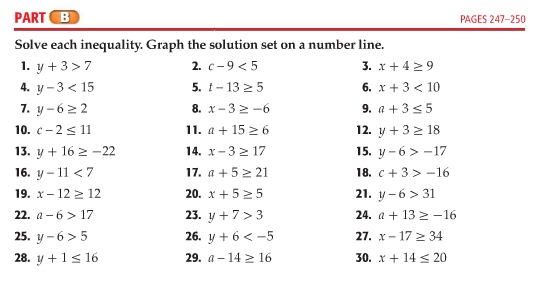 PART B PAGES 247–250
Solve each inequality. Graph the solution set on a number line.
1. y + 3 > 7 2. c – 9 < 5 3. x + 4 ≥ 9
4. y – 3 < 15 5. t – 13 ≥ 5 6. x + 3 < 10
7. y – 6 ≥ 2 8. x – 3 ≥ –6 9. a + 3 ≤ 5
10. c – 2 ≤ 11 11. a + 15 ≥ 6 12. y + 3 ≥ 18
13. y + 16 ≥ –22 14. x – 3 ≥ 17 15. y – 6 > –17
16. y – 11 < 7 17. a + 5 ≥ 21 18. c + 3 > –16
19. x – 12 ≥ 12 20. x + 5 ≥ 5 21. y – 6 > 31
22. a – 6 > 17 23. y + 7 > 3 24. a + 13 ≥ –16
25. y – 6 > 5 26. y + 6 < –5 27. x – 17 ≥ 34
28. y + 1 ≤ 16 29. a – 14 ≥ 16 30. x + 14 ≤ 20